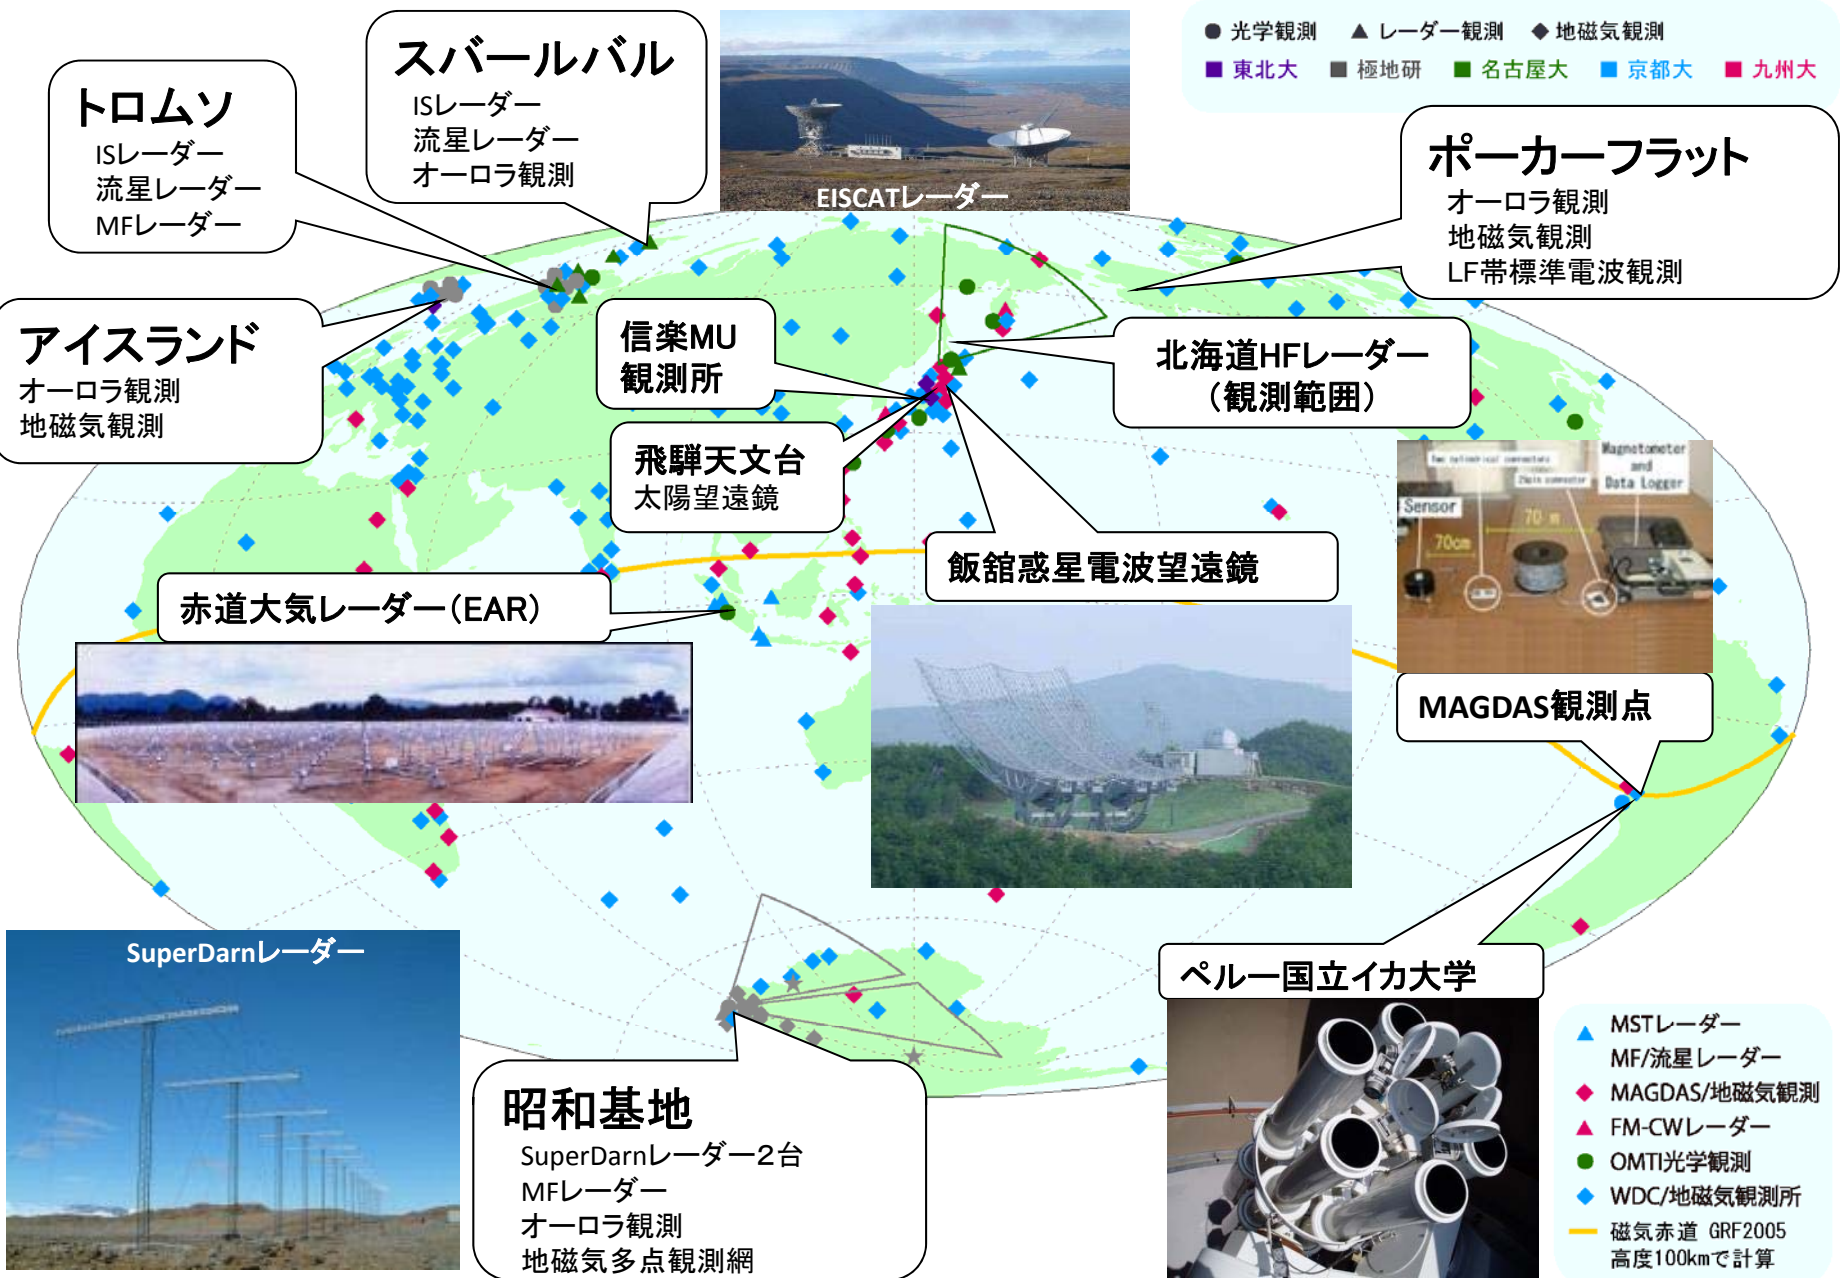 ● 光学観測 ▲ レーダー観測 ◆ 地磁気観測
■ 東北大 ■ 極地研 ■ 名古屋大 ■ 京都大 ■ 九州大
スバールバル
ISレーダー
流星レーダー
オーロラ観測
トロムソ
ISレーダー
流星レーダー
MFレーダー
EISCATレーダー
ポーカーフラット
オーロラ観測
地磁気観測
LF帯標準電波観測
アイスランド
オーロラ観測
地磁気観測
信楽MU
観測所
北海道HFレーダー
（観測範囲）
飛騨天文台
太陽望遠鏡
飯舘惑星電波望遠鏡
赤道大気レーダー（EAR）
Two cylindrical connectors
Magnetometer
and
Data Logger
25pin connector
Sensor
70 m
70cm
MAGDAS観測点
ペルー国立イカ大学
SuperDarnレーダー
昭和基地
SuperDarnレーダー２台
MFレーダー
オーロラ観測
地磁気多点観測網
MSTレーダー
MF/流星レーダー
MAGDAS/地磁気観測
FM-CWレーダー
OMTI光学観測
WDC/地磁気観測所
磁気赤道 GRF2005
高度100kmで計算